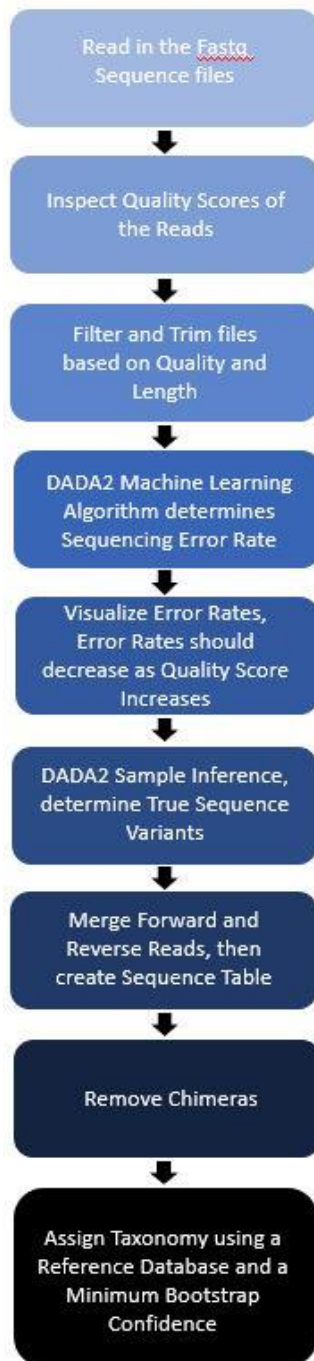 Read in the Fastq
Sequence files
Inspect Quality Scores of
the Reads
Filter and Trim files
based on Quality and
Length
DADA2 Machine Learning
Algorithm determines
Sequencing Error Rate
Visualize Error Rates,
Error Rates should
decrease as Quality Score
Increases
DADA2 Sample Inference,
determine True Sequence
Variants
Merge Forward and
Reverse Reads, then
create Sequence Table
Remove Chimeras
Assign Taxonomy using a
Reference Database and a
Minimum Bootstrap
Confidence